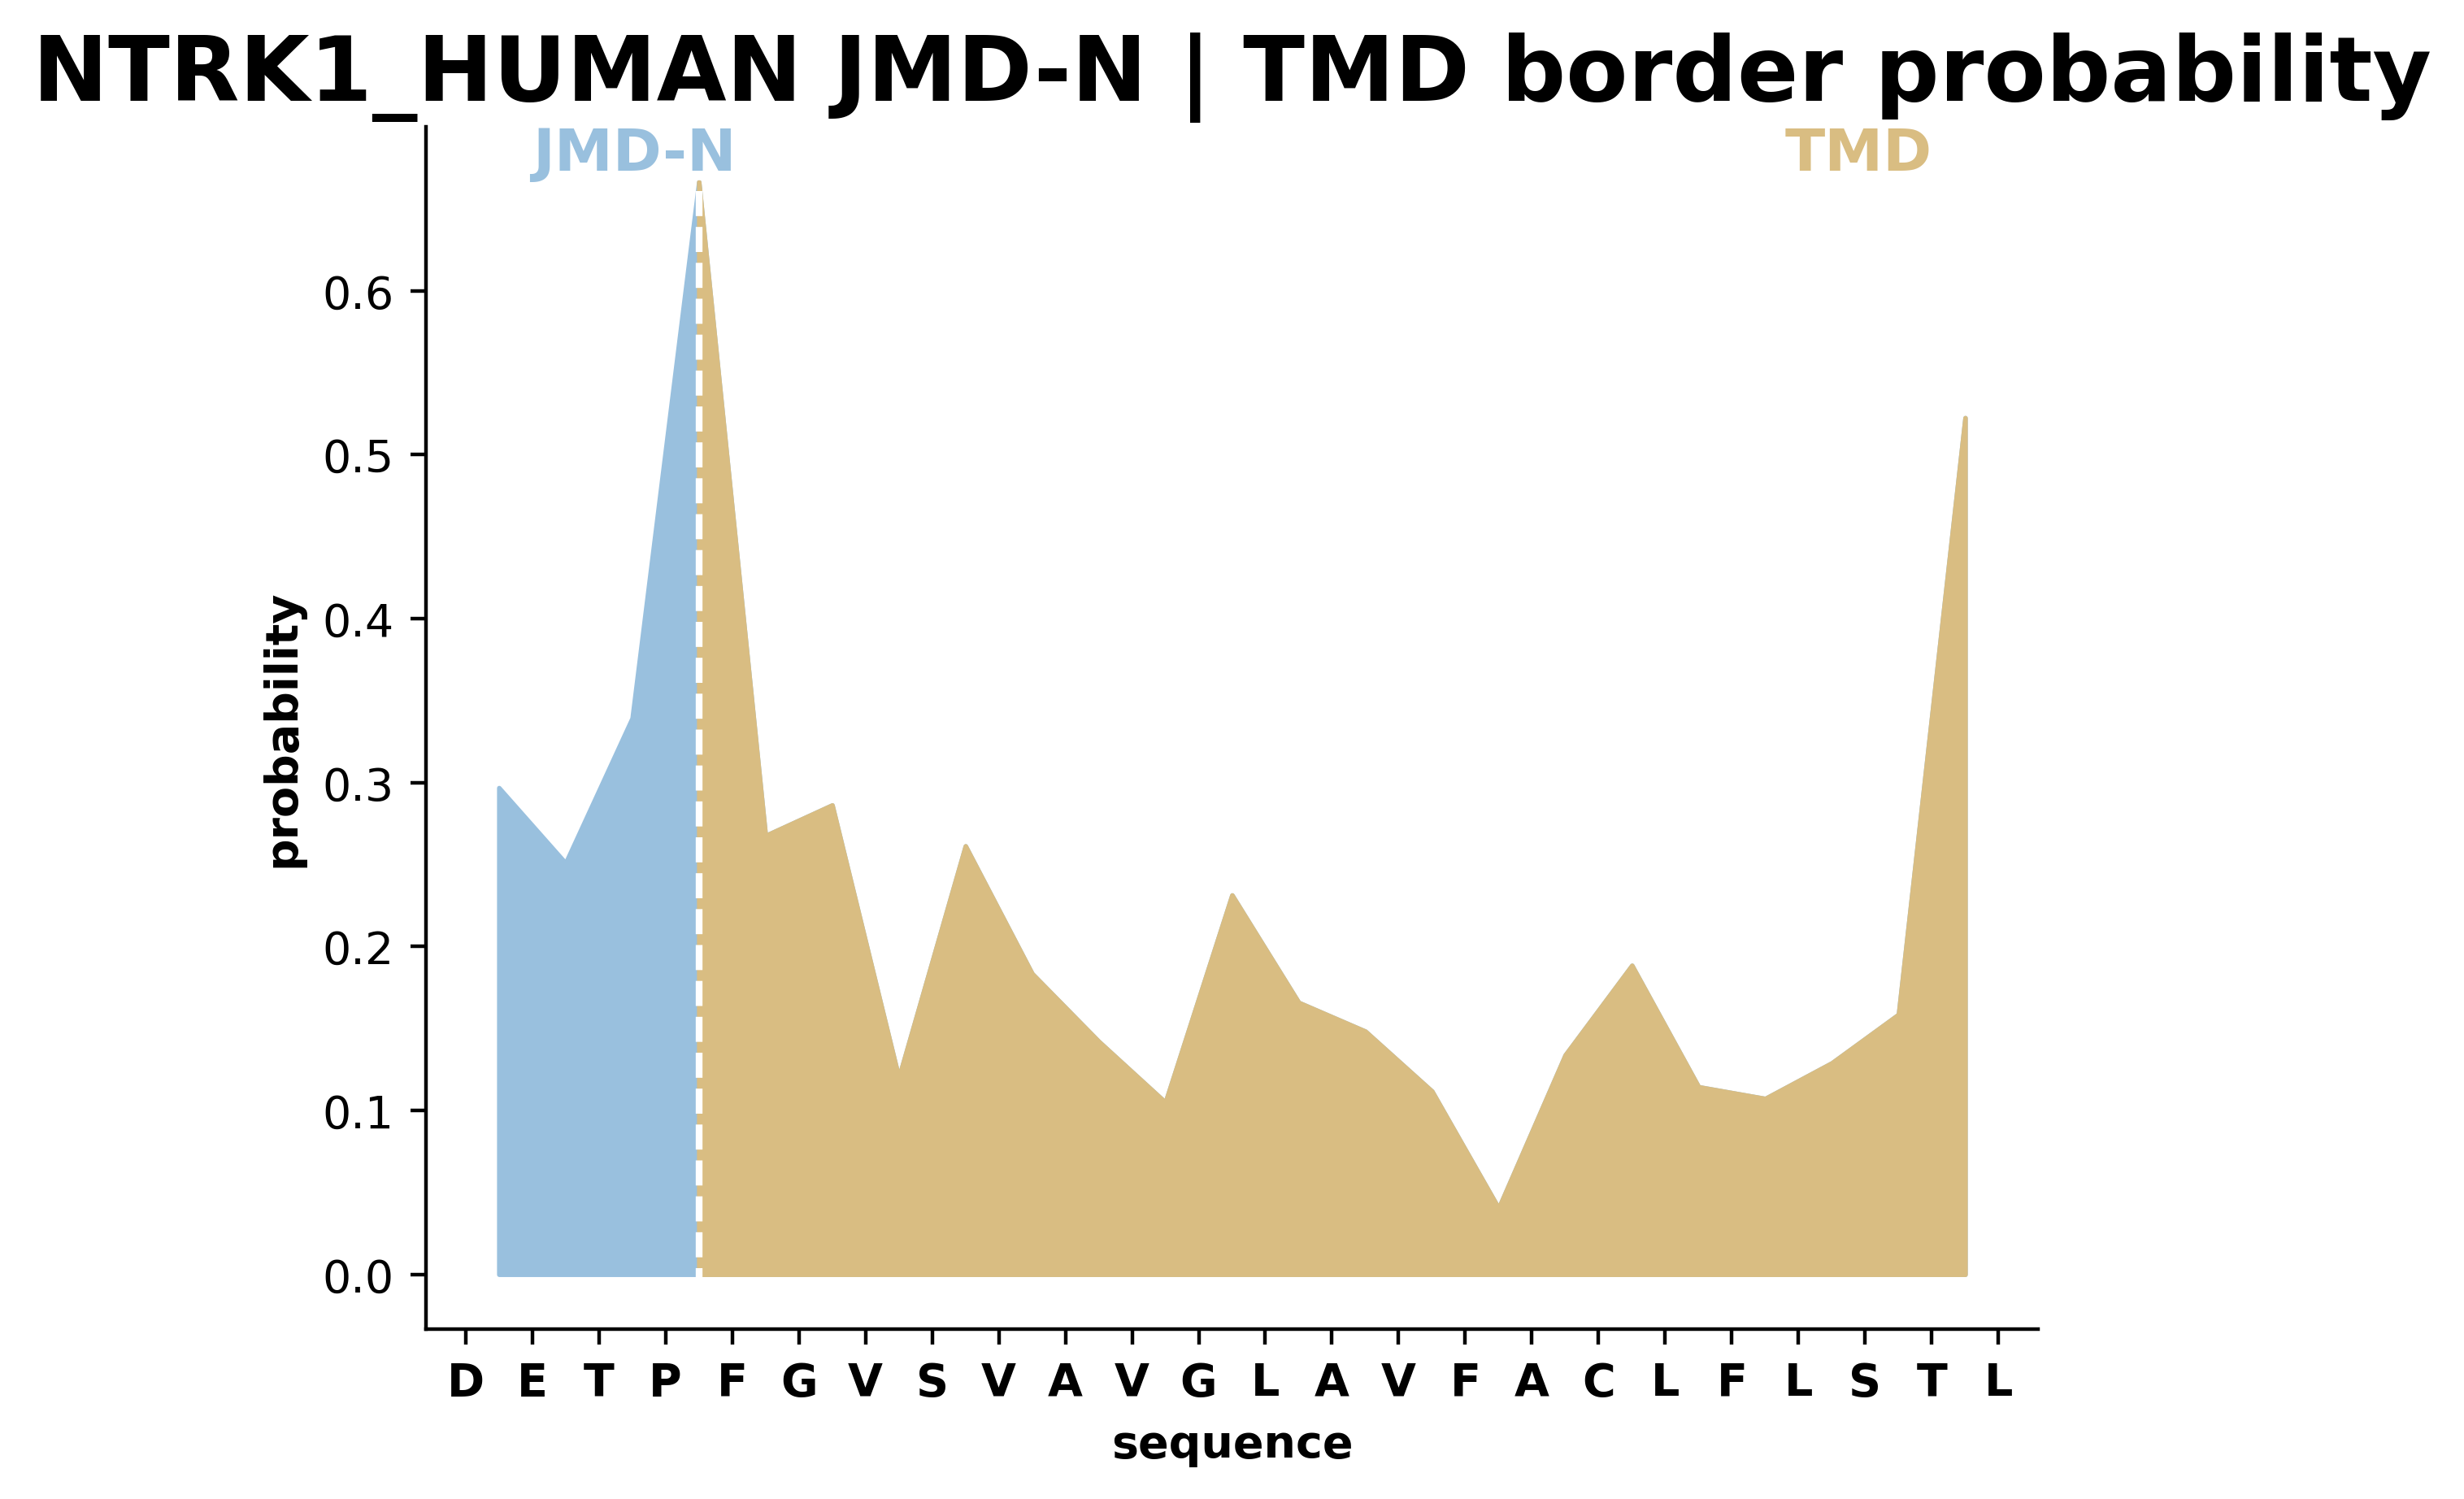 NTRK1_HUMAN JMD-N | TMD border probability
JMD-N TMD
0.6
0.5
0.4
0.3
0.2
0.1
0.0
probability
D E T P F G V S V A V G L A V F A C L F L S T L
sequence